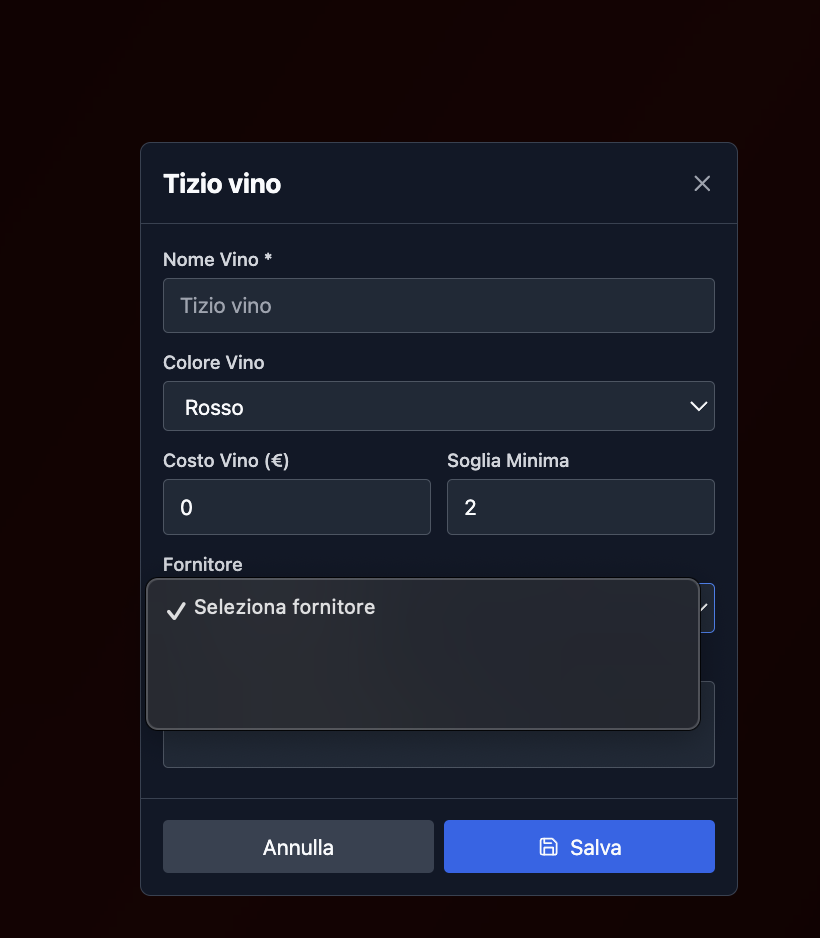 Tizio vino
Nome Vino *
Tizio vino
Colore Vino
Rosso
Costo Vino (€)
Soglia Minima
0
2
Fornitore
Seleziona fornitore
Annulla
Salva